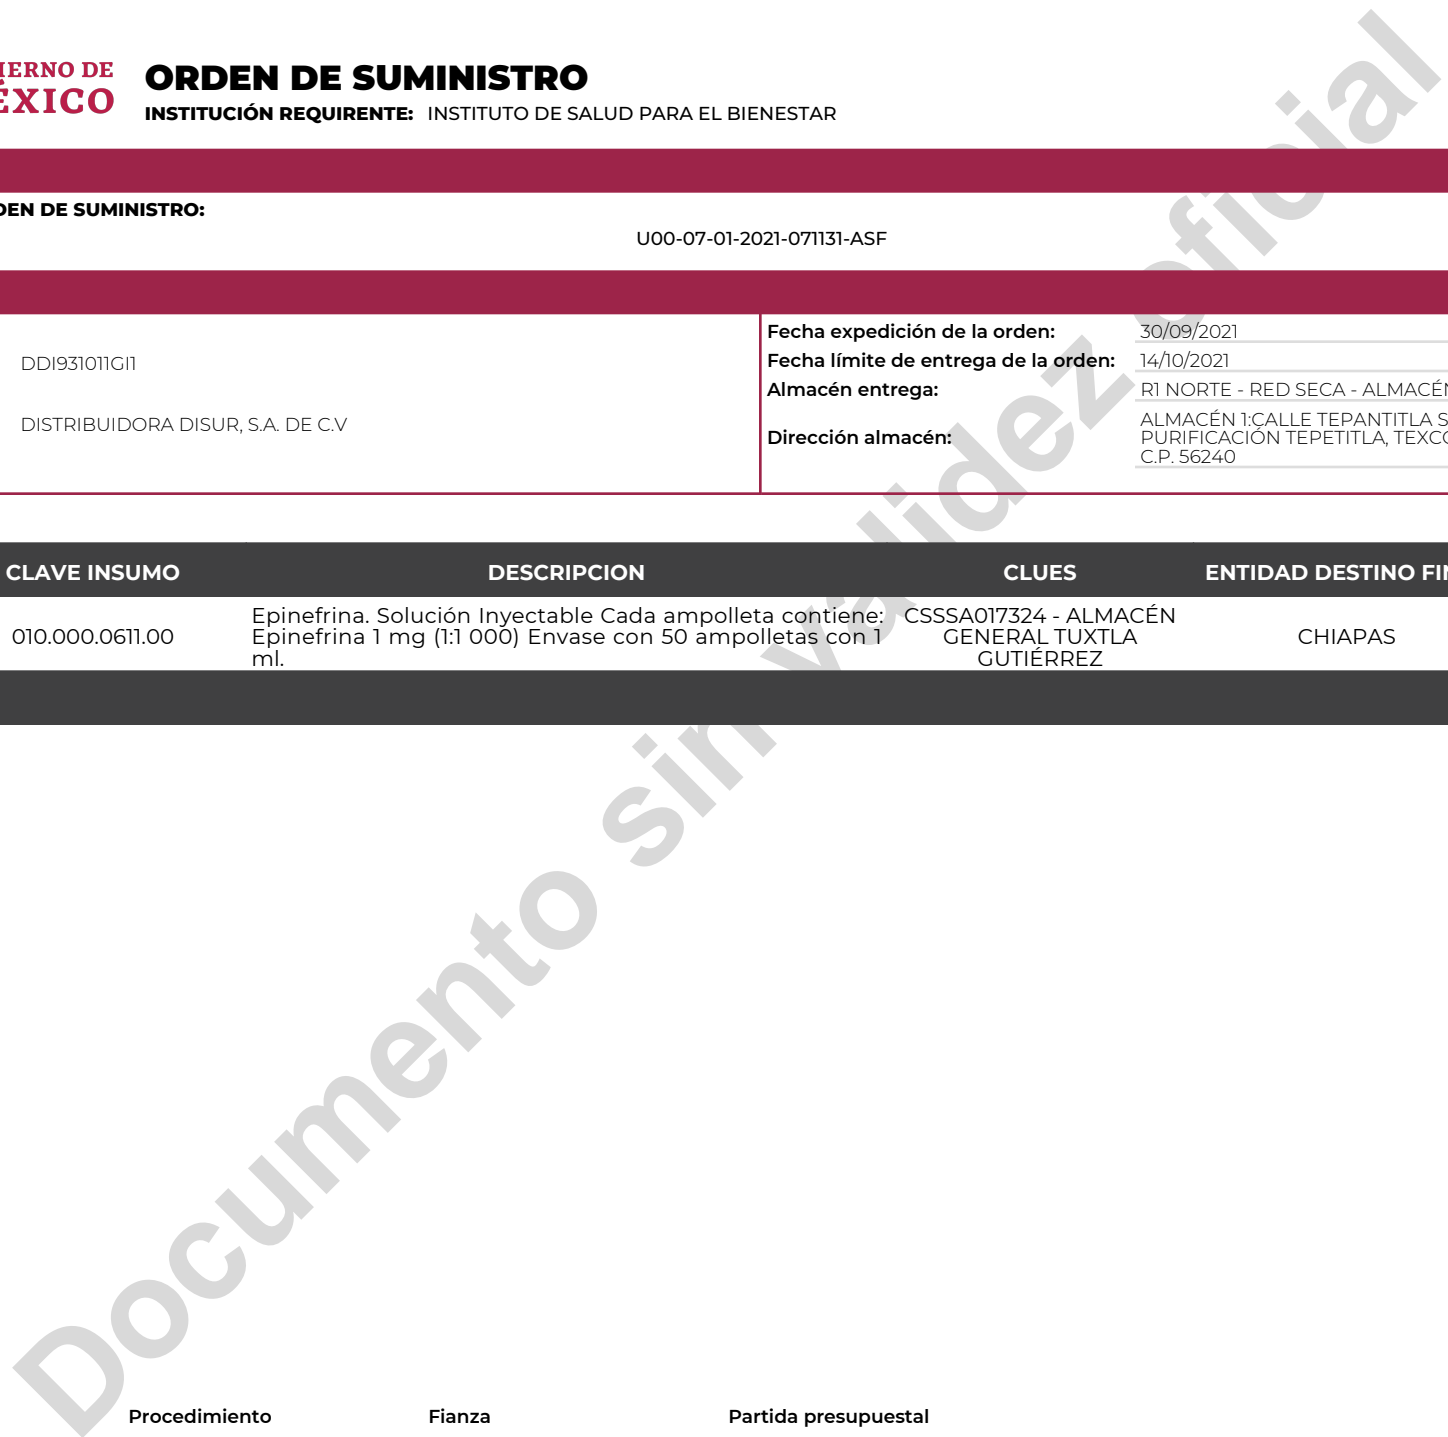 IERNO DE
ÉXICO
ORDEN DE SUMINISTRO
INSTITUCIÓN REQUIRENTE: INSTITUTO DE SALUD PARA EL BIENESTAR
DEN DE SUMINISTRO:
U00-07-01-2021-071131-ASF
DDI931011GI1
DISTRIBUIDORA DISUR, S.A. DE C.V
Fecha expedición de la orden: 30/09/2021
Fecha límite de entrega de la orden: 14/10/2021
Almacén entrega: R1 NORTE - RED SECA - ALMACÉN
Dirección almacén:
ALMACÉN 1:CALLE TEPANTITLA S
PURIFICACIÓN TEPETITLA, TEXCO
C.P. 56240
CLAVE INSUMO DESCRIPCION CLUES ENTIDAD DESTINO FIN
010.000.0611.00
Epinefrina. Solución Inyectable Cada ampolleta contiene:
Epinefrina 1 mg (1:1 000) Envase con 50 ampolletas con 1
ml.
CSSSA017324 - ALMACÉN
GENERAL TUXTLA
GUTIÉRREZ
CHIAPAS
Documento sin validez oficial
Procedimiento Fianza Partida presupuestal